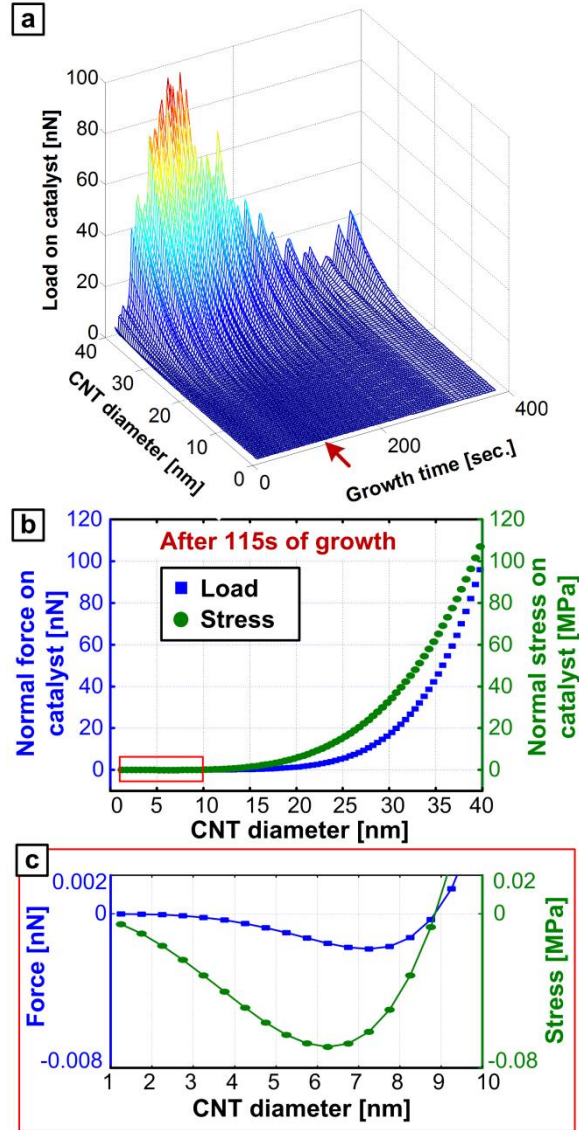 a
Load on catalyst [nN]
100
80
60
40
20
0
40
30
20
10
0
CNT diameter [nm]
0
200
400
Growth time [sec.]
b
After 115s of growth
Load
Stress
Normal force on
catalyst [nN]
120
100
80
60
40
20
0
Normal stress on
catalyst [MPa]
120
100
80
60
40
20
0
0 5 10 15 20 25 30 35 40
CNT diameter [nm]
c
Force [nN]
0.002
0
-0.008
Stress [MPa]
0.02
0
-0.08
1 2 3 4 5 6 7 8 9 10
CNT diameter [nm]